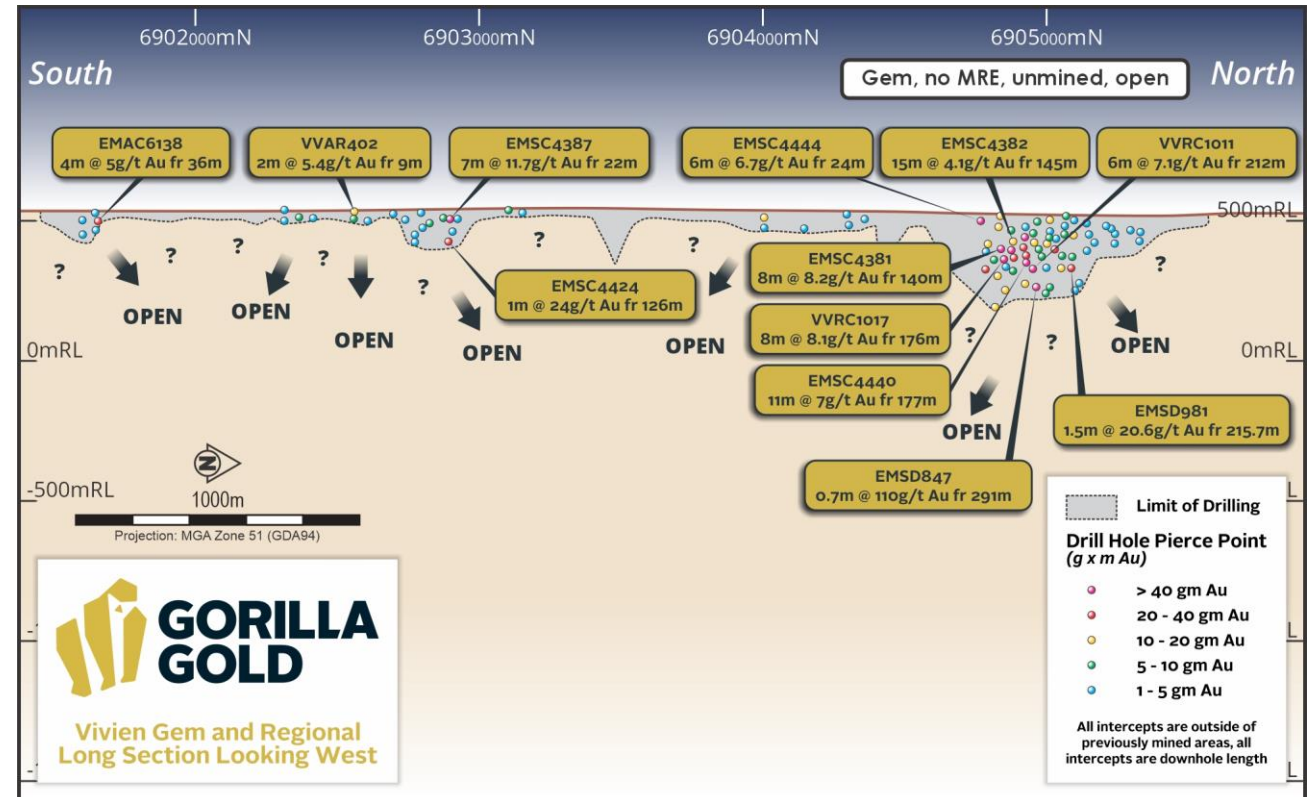 6902000mN
6903000mN
6904000mN
6905000mN
South
North
Gem, no MRE, unmined, open
EMAC6138
4m @ 5g/t Au fr 36m
VVAR402
2m @ 5.4g/t Au fr 9m
EMSC4387
7m @ 11.7g/t Au fr 22m
EMSC4444
6m @ 6.7g/t Au fr 24m
EMSC4382
15m @ 4.1g/t Au fr 145m
VVRC1011
6m @ 7.1g/t Au fr 212m
500mRL
?
?
?
?
?
?
?
?
?
?
EMSC4424
1m @ 24g/t Au fr 126m
EMSC4381
8m @ 8.2g/t Au fr 140m
VVRC1017
8m @ 8.1g/t Au fr 176m
EMSC4440
11m @ 7g/t Au fr 177m
EMSD981
1.5m @ 20.6g/t Au fr 215.7m
EMSD847
0.7m @ 110g/t Au fr 291m
OPEN
OPEN
OPEN
OPEN
OPEN
OPEN
OPEN
0mRL
0mRL
-500mRL
N
1000m
Projection: MGA Zone 51 (GDA94)
GORILLA
GOLD
Vivien Gem and Regional
Long Section Looking West
Limit of Drilling
Drill Hole Pierce Point
(g x m Au)
> 40 gm Au
20 - 40 gm Au
10 - 20 gm Au
5 - 10 gm Au
1 - 5 gm Au
All intercepts are outside of
previously mined areas, all
intercepts are downhole length